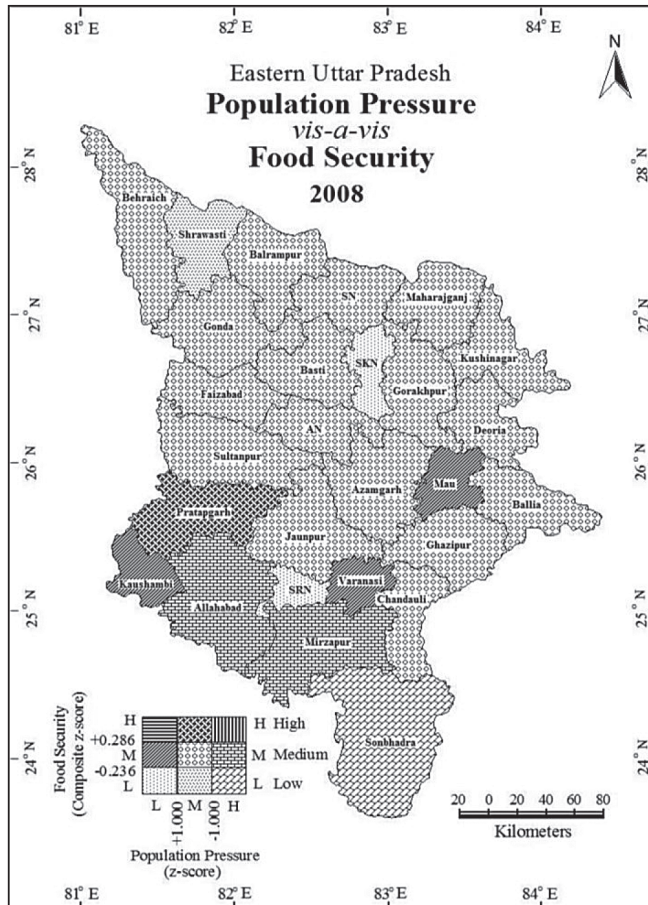 81° E
82° E
83° E
84° E
N
Eastern Uttar Pradesh
Population Pressure
vis-a-vis
Food Security
2008
28° N
28° N
Behraich
Shrawasti
Balrampur
SN
Maharajganj
27° N
27° N
Gonda
Kushinagar
Basti
SKN
Gorakhpur
Faizabad
AN
Deoria
26° N
26° N
Sultanpur
Azamgarh
Mau
Ballia
Pratapgarh
Jaunpur
Ghazipur
Kaushambi
SRN
Varanasi
Chandauli
25° N
25° N
Allahabad
Mirzapur
Sonbhadra
24° N
24° N
Food Security
(Composite z-score)
H
+0.286
M
-0.236
L
H High
M Medium
L Low
L
+1.000
M
-1.000
H
Population Pressure
(z-score)
20 0 20 40 60 80
Kilometers
81° E
82° E
83° E
84° E